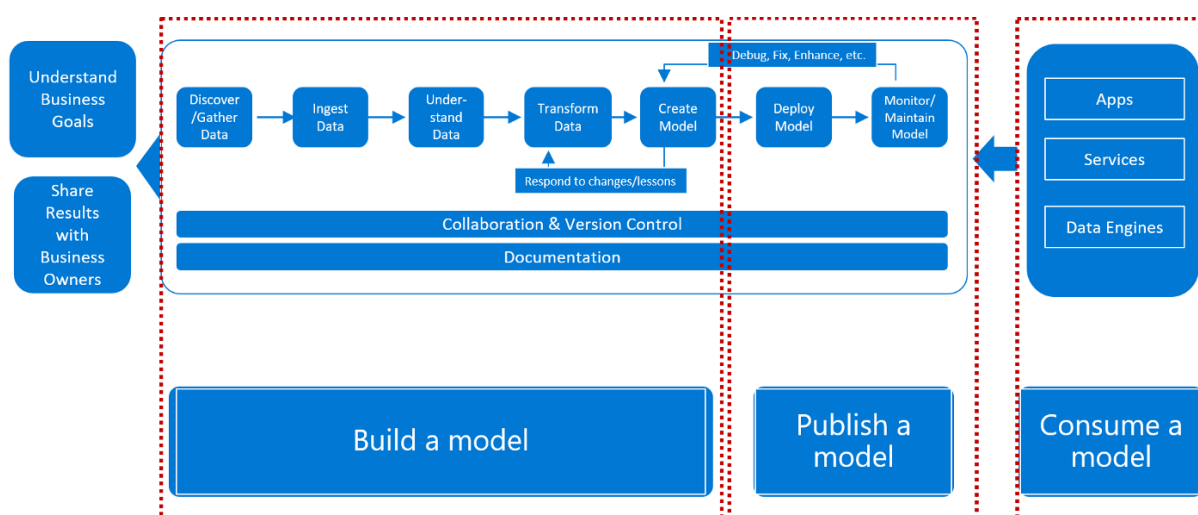 Understand
Business
Goals
Share
Results
with
Business
Owners
Debug, Fix, Enhance, etc.
Discover
/Gather
Data
Ingest
Data
Under-
stand Data
Transform
Data
Create
Model
Deploy
Model
Monitor/
Maintain
Model
Respond to changes/lessons
Collaboration & Version Control
Documentation
Apps
Services
Data Engines
Build a model
Publish a
model
Consume a
model